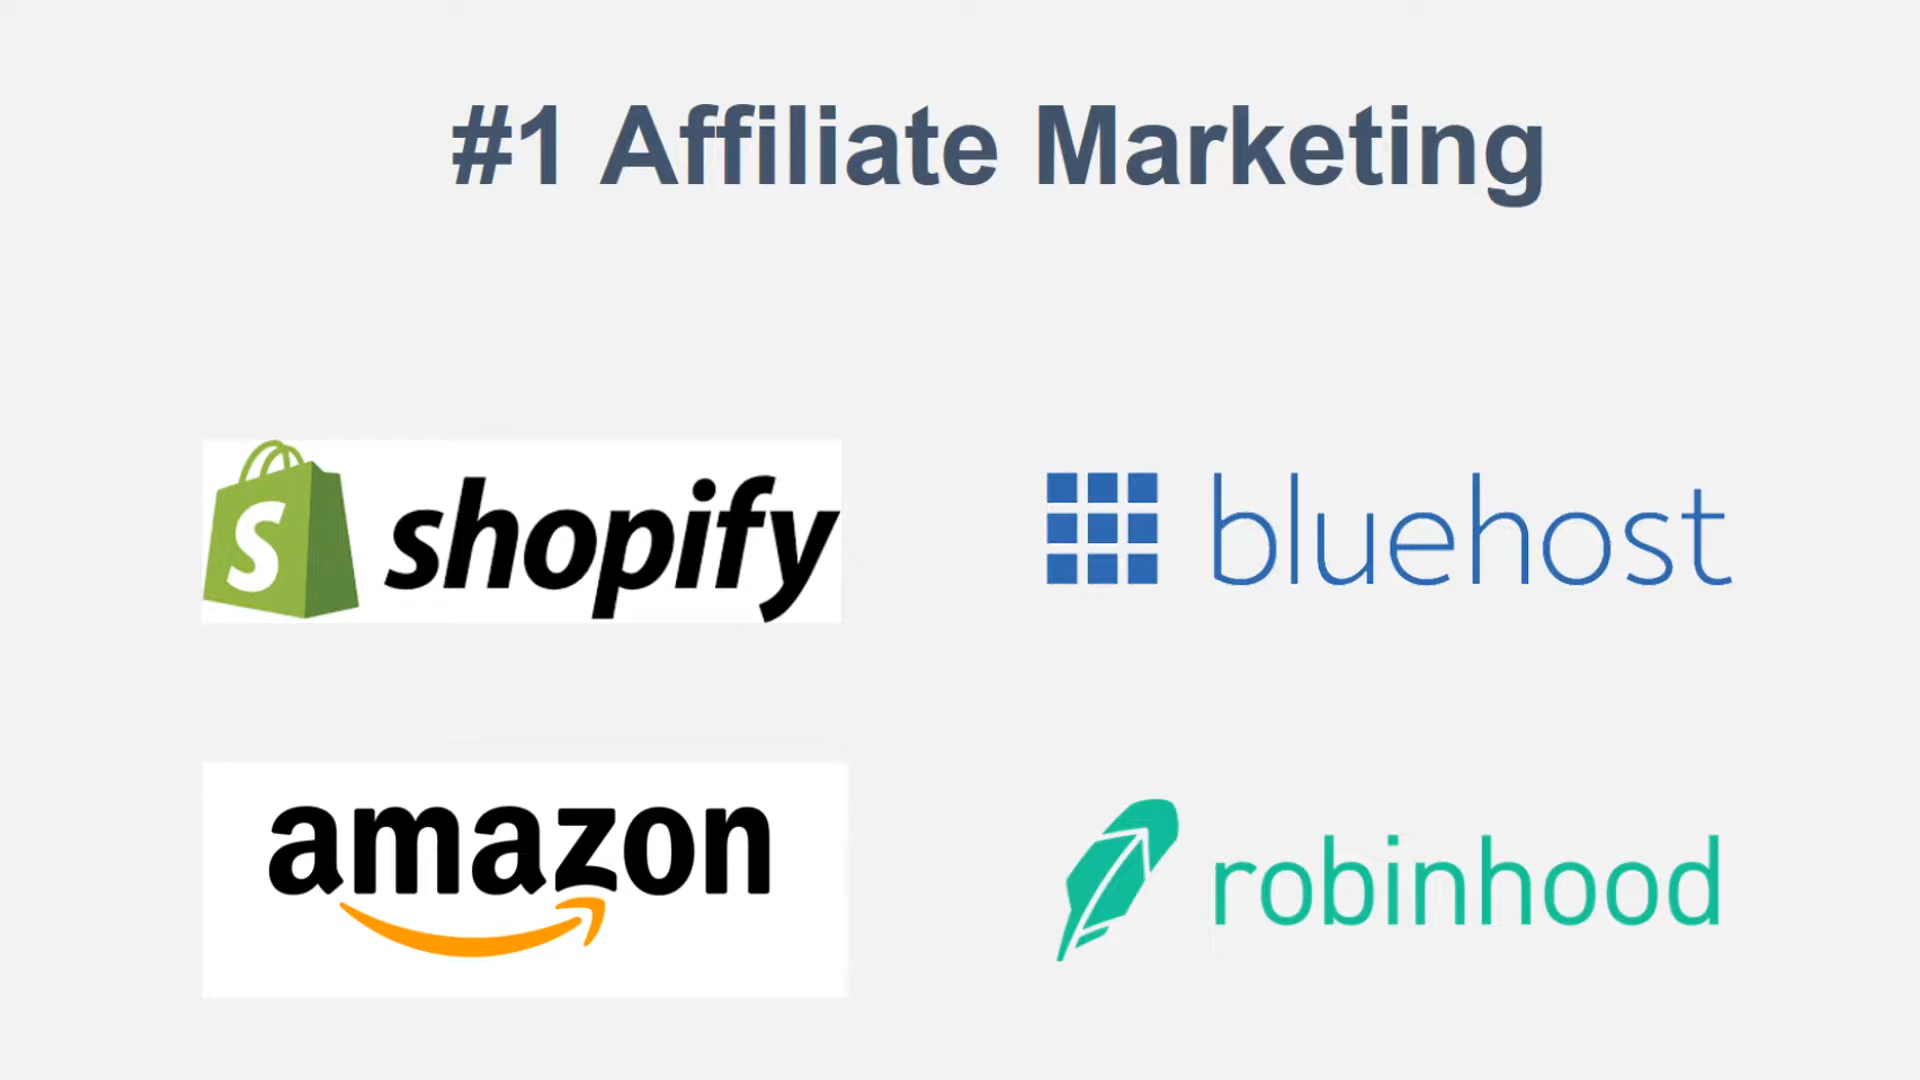 #1 Affiliate Marketing
S shopify
bluehost
amazon
robinhood